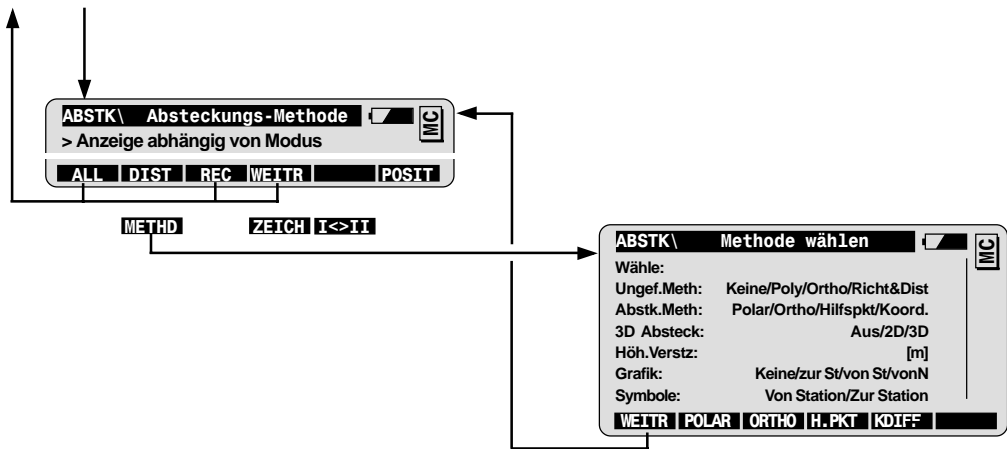 ABSTK\ Absteckungs-Methode
MC
> Anzeige abhängig von Modus
ALL DIST REC WEITR POSIT
METHD ZEICH I<>II
ABSTK\ Methode wählen
MC
Wähle:
Ungef.Meth: Keine/Poly/Ortho/Richt&Dist
Abstk.Meth: Polar/Ortho/Hilfspkt/Koord.
3D Absteck: Aus/2D/3D
Höh.Verstz: [m]
Grafik: Keine/zur St/von St/vonN
Symbole: Von Station/Zur Station
WEITR POLAR ORTHO H.PKT KDIFF